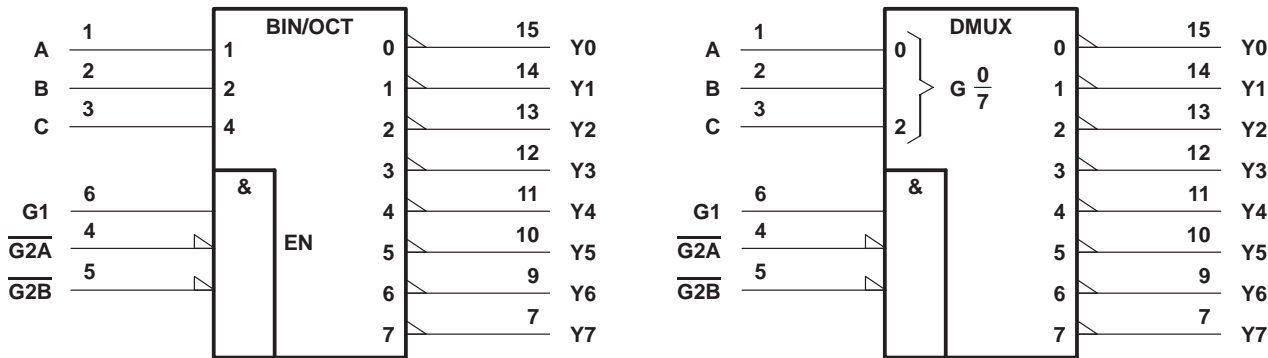 BIN/OCT
A 1 1 0 15 Y0
B 2 2 1 14 Y1
C 3 4 2 13 Y2
3 12 Y3
&
G1 6 4 11 Y4
G2A 4 EN 5 10 Y5
G2B 5 6 9 Y6
7 7 Y7
DMUX
A 1 0 0 15 Y0
B 2 G 0/7 1 14 Y1
C 3 2 2 13 Y2
3 12 Y3
&
G1 6 4 11 Y4
G2A 4 5 10 Y5
G2B 5 6 9 Y6
7 7 Y7